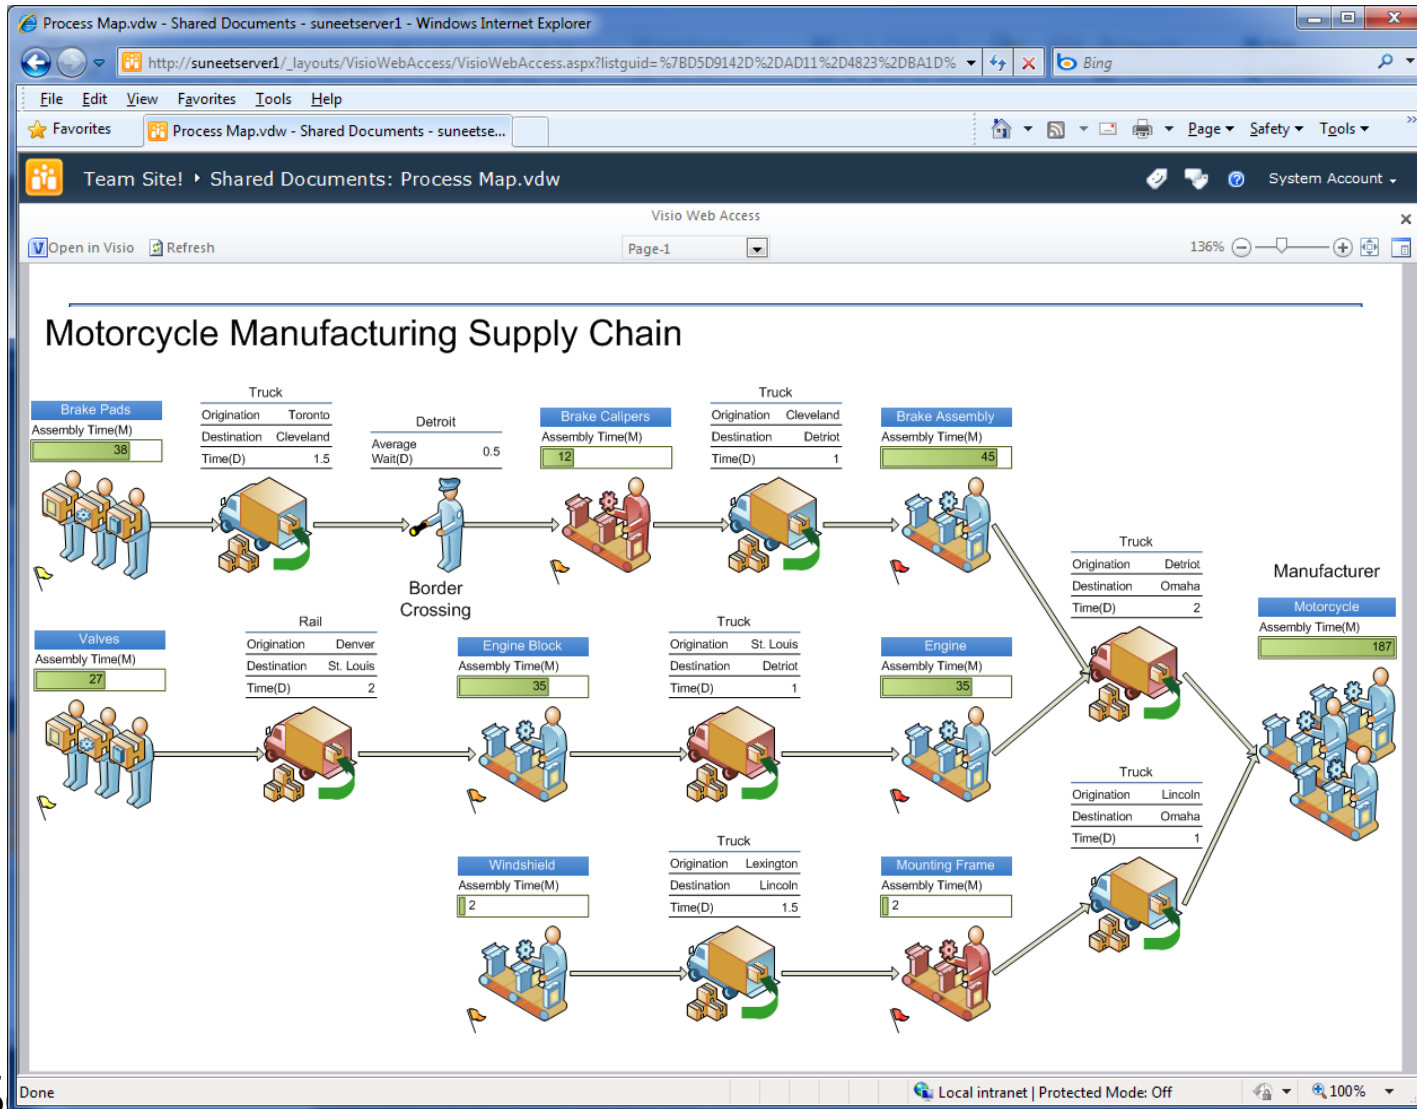 Process Map.vdw - Shared Documents - suneetserver1 - Windows Internet Explorer
http://suneetserver1/_layouts/VisioWebAccess/VisioWebAccess.aspx?listguid=%7BD5D9142D%2DAD11%2D4823%2DBA1D%
Bing
File Edit View Favorites Tools Help
Favorites
Process Map.vdw - Shared Documents - suneetse...
Page Safety Tools
Team Site! Shared Documents: Process Map.vdw
System Account
Visio Web Access
Open in Visio Refresh
Page-1
136%
Motorcycle Manufacturing Supply Chain
Brake Pads
Assembly Time(M)
38
Truck
Origination Toronto
Destination Cleveland
Time(D) 1.5
Detroit
Average
Wait(D) 0.5
Border
Crossing
Brake Calipers
Assembly Time(M)
12
Truck
Origination Cleveland
Destination Detriot
Time(D) 1
Brake Assembly
Assembly Time(M)
45
Truck
Origination Detriot
Destination Omaha
Time(D) 2
Manufacturer
Motorcycle
Assembly Time(M)
187
Valves
Assembly Time(M)
27
Rail
Origination Denver
Destination St. Louis
Time(D) 2
Engine Block
Assembly Time(M)
35
Truck
Origination St. Louis
Destination Detriot
Time(D) 1
Engine
Assembly Time(M)
35
Truck
Origination Lincoln
Destination Omaha
Time(D) 1
Windshield
Assembly Time(M)
2
Truck
Origination Lexington
Destination Lincoln
Time(D) 1.5
Mounting Frame
Assembly Time(M)
2
Done
Local intranet | Protected Mode: Off
100%